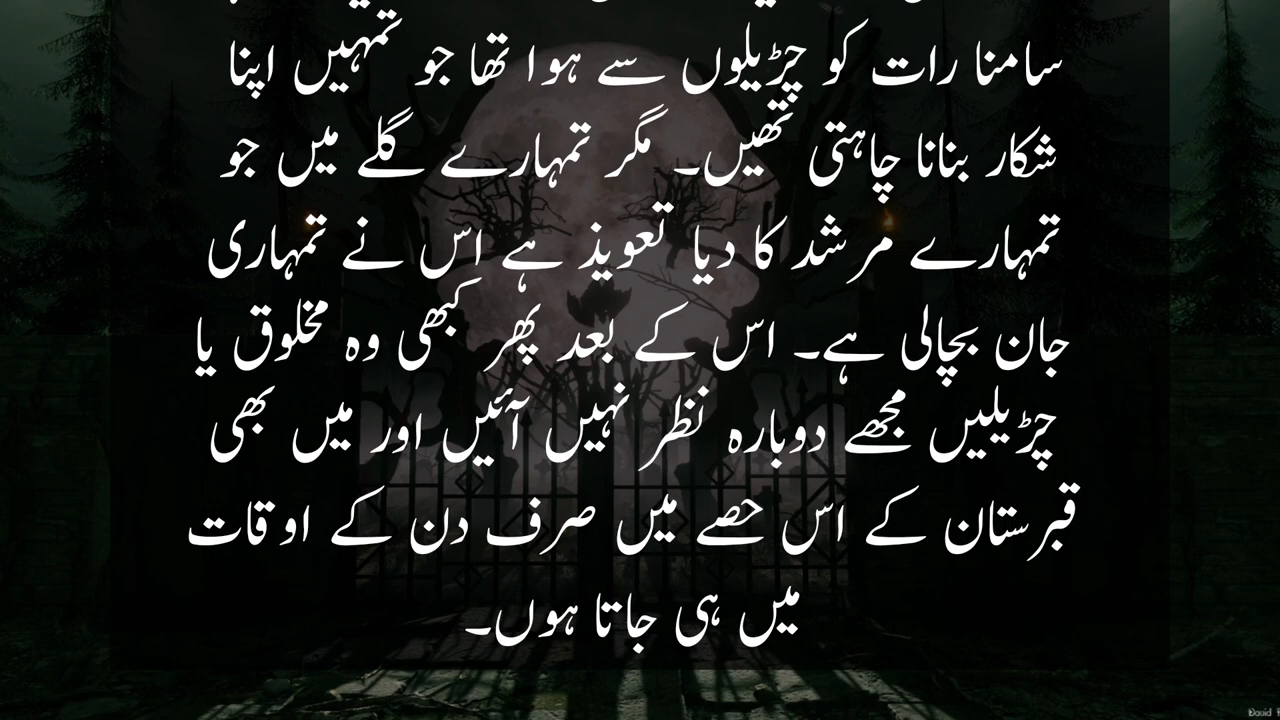 سامنا رات کو چڑیلوں سے ہوا تھا جو تمہیں اپنا
شکار بنانا چاہتی تھیں۔ مگر تمہارے گلے میں جو
تمہارے مرشد کا دیا تعویذ ہے اِس نے تمہاری
جان بچالی ہے۔ اس کے بعد پھر کبھی وہ مخلوق یا
چڑیلیں مجھے دوبارہ نظر نہیں آئیں اور میں بھی
قبرستان کے اس حصے میں صرف دن کے اوقات
میں ہی جاتا ہوں۔
David